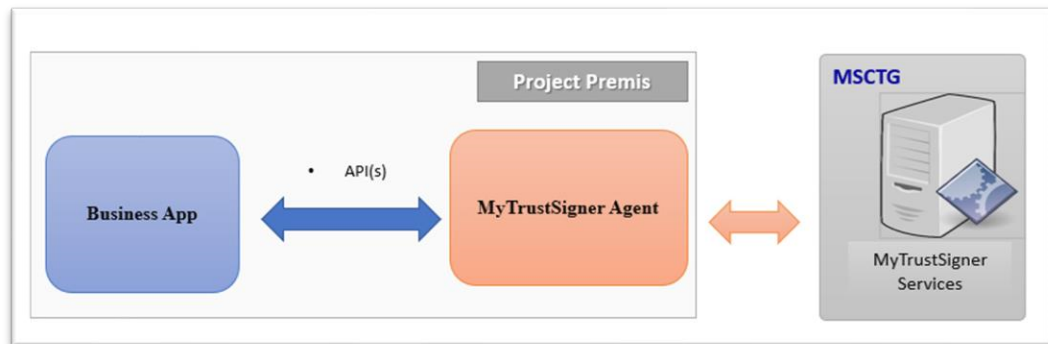 Project Premis
MSCTG
• API(s)
Business App
MyTrustSigner Agent
MyTrustSigner
Services